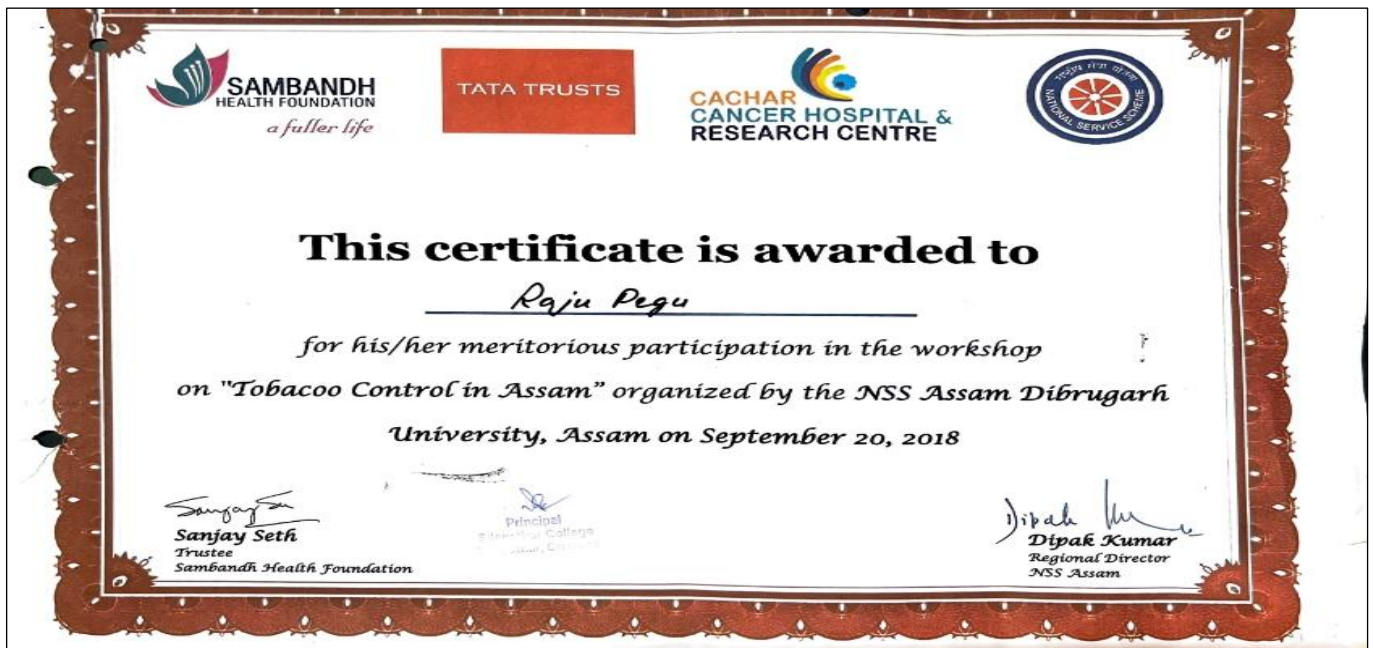 SAMBANDH
HEALTH FOUNDATION
a fuller life
TATA TRUSTS
CACHAR
CANCER HOSPITAL &
RESEARCH CENTRE
राष्ट्रीय सेवा योजना
NATIONAL SERVICE SCHEME
This certificate is awarded to
Raju Pegu
for his/her meritorious participation in the workshop
on "Tobacoo Control in Assam" organized by the NSS Assam Dibrugarh
University, Assam on September 20, 2018
Sanjay Seth
Trustee
Sambandh Health Foundation
Principal
College
Dipak Kumar
Dipak Kumar
Regional Director
NSS Assam